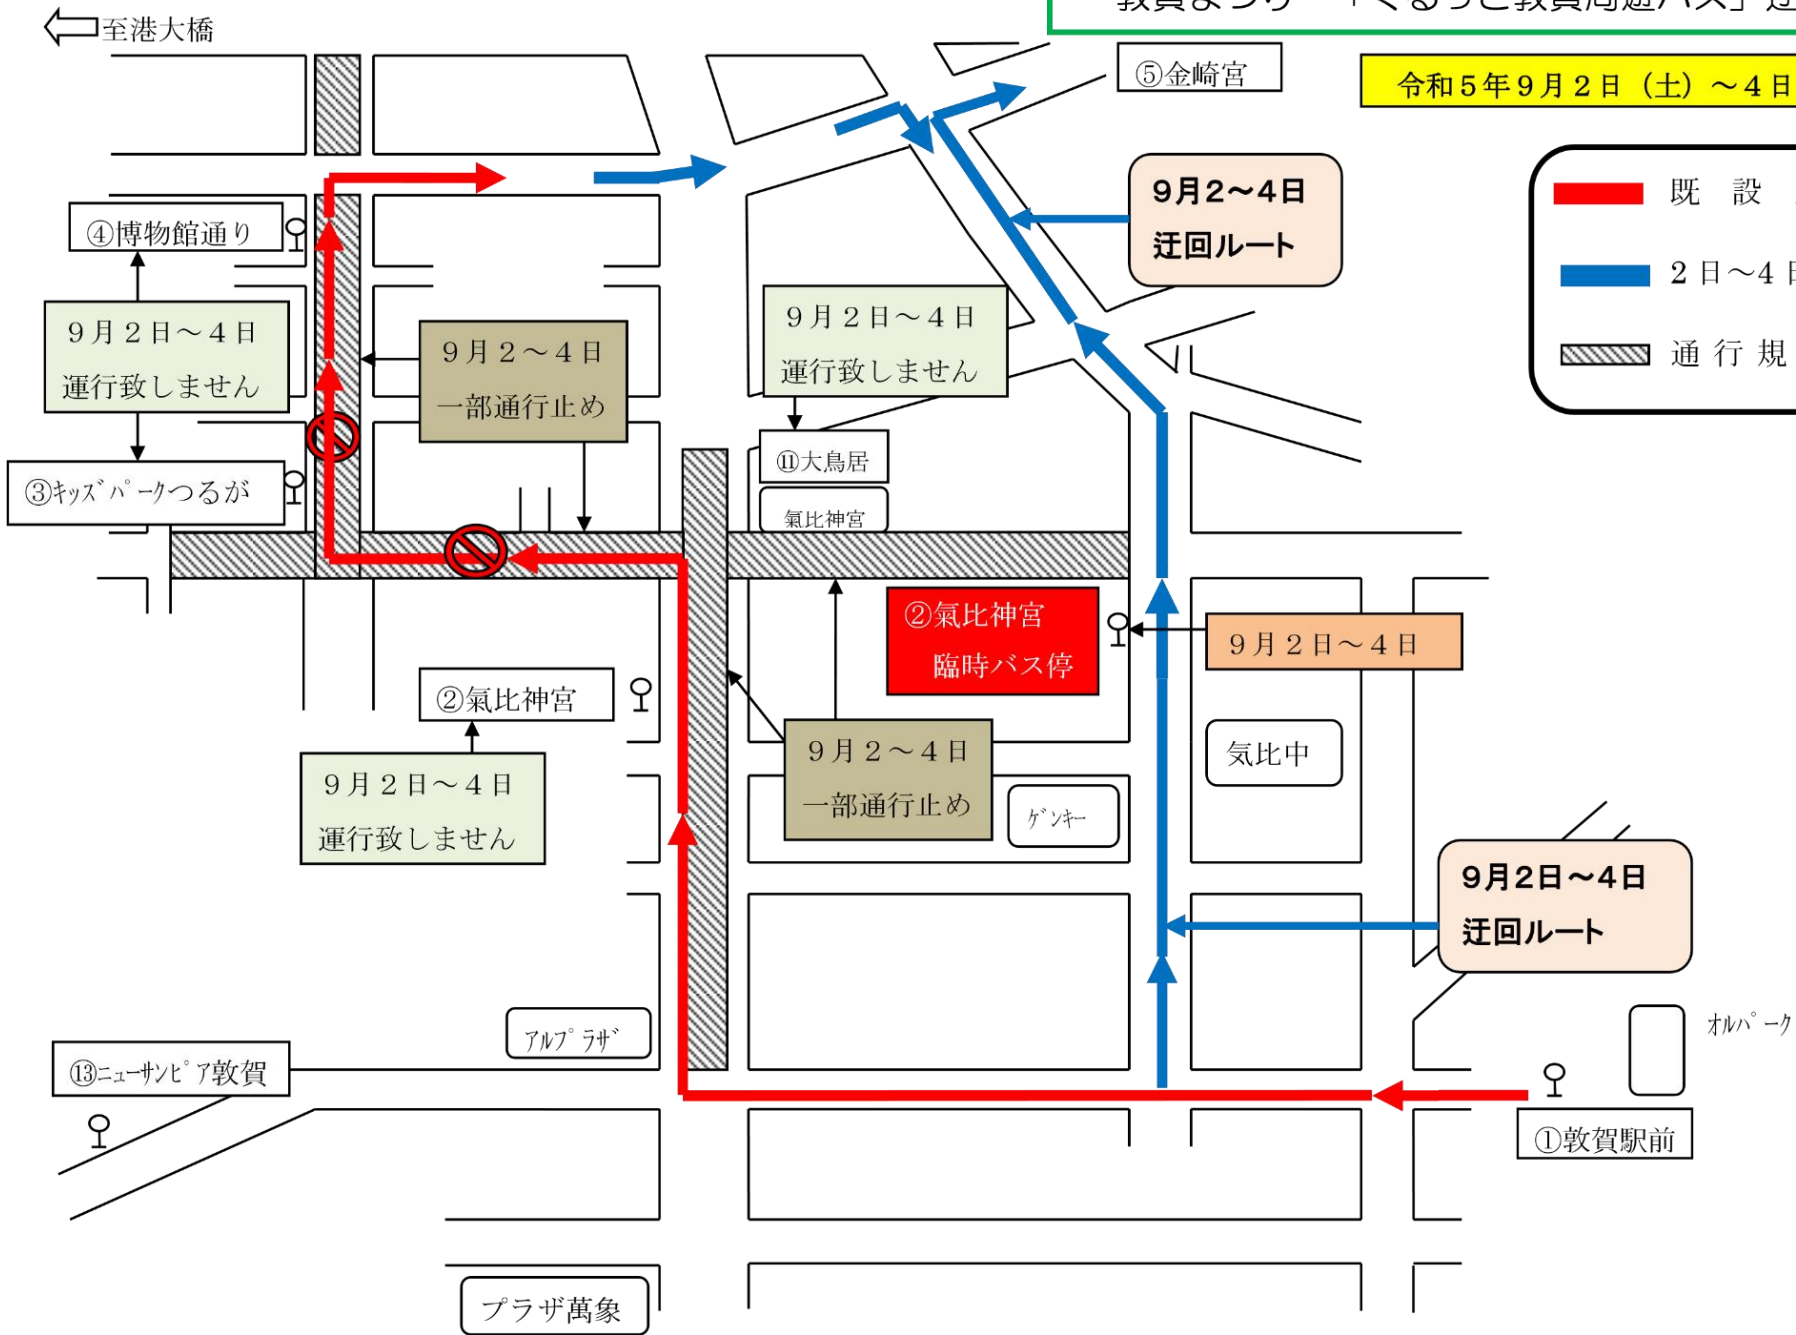 至港大橋
⑤金崎宮
令和５年９月２日（土）～４日
既　設
２日～４日
通 行 規
９月２～４日
迂回ルート
④博物館通り
９月２日～４日
運行致しません
９月２～４日
一部通行止め
９月２日～４日
運行致しません
⑪大鳥居
氣比神宮
③ｷｯｽﾞﾊﾟｰｸつるが
②氣比神宮
臨時バス停
９月２日～４日
②氣比神宮
９月２日～４日
運行致しません
９月２～４日
一部通行止め
気比中
ｹﾞﾝｷｰ
９月２日～４日
迂回ルート
ｱﾙﾌﾟﾗｻﾞ
⑬ﾆｭｰｻﾝﾋﾟｱ敦賀
ｵﾙﾊﾟｰｸ
①敦賀駅前
プラザ萬象